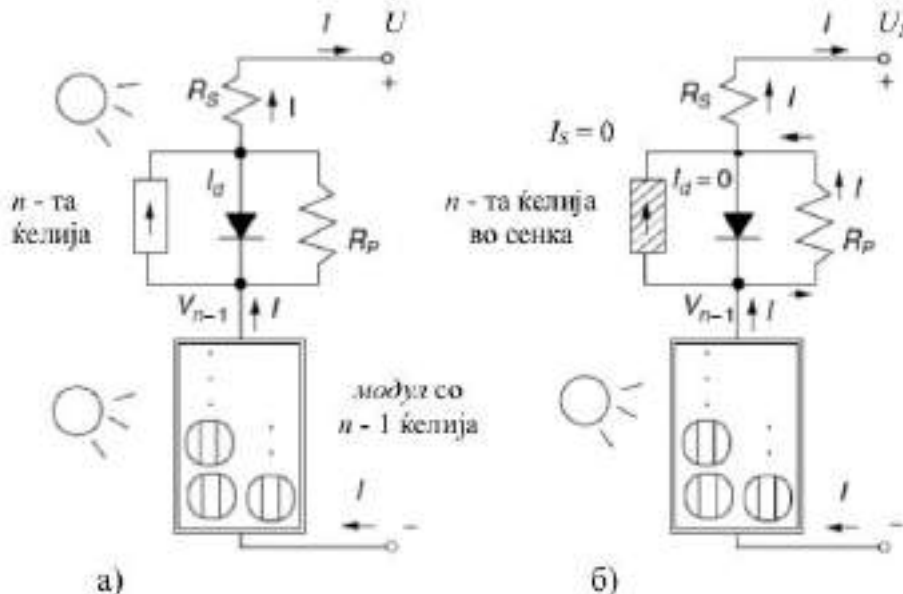 I U
+
R_S I
n - та
ќелија
I_d
R_P
V_{n-1} I
модул со
n - 1 ќелија
I −
а)
I
+
R_S I
I_s = 0
I_d = 0
I
n - та ќелија
во сенка
R_P
V_{n-1} I
I −
б)